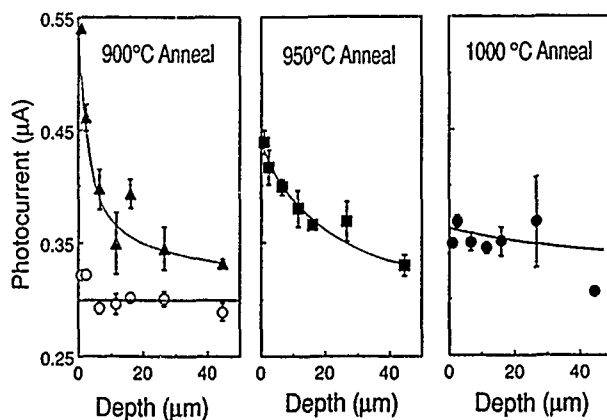 0.55
0.45
0.35
0.25
Photocurrent (μA)
900°C Anneal
950°C Anneal
1000 °C Anneal
0 20 40
0 20 40
0 20 40
Depth (μm)
Depth (μm)
Depth (μm)